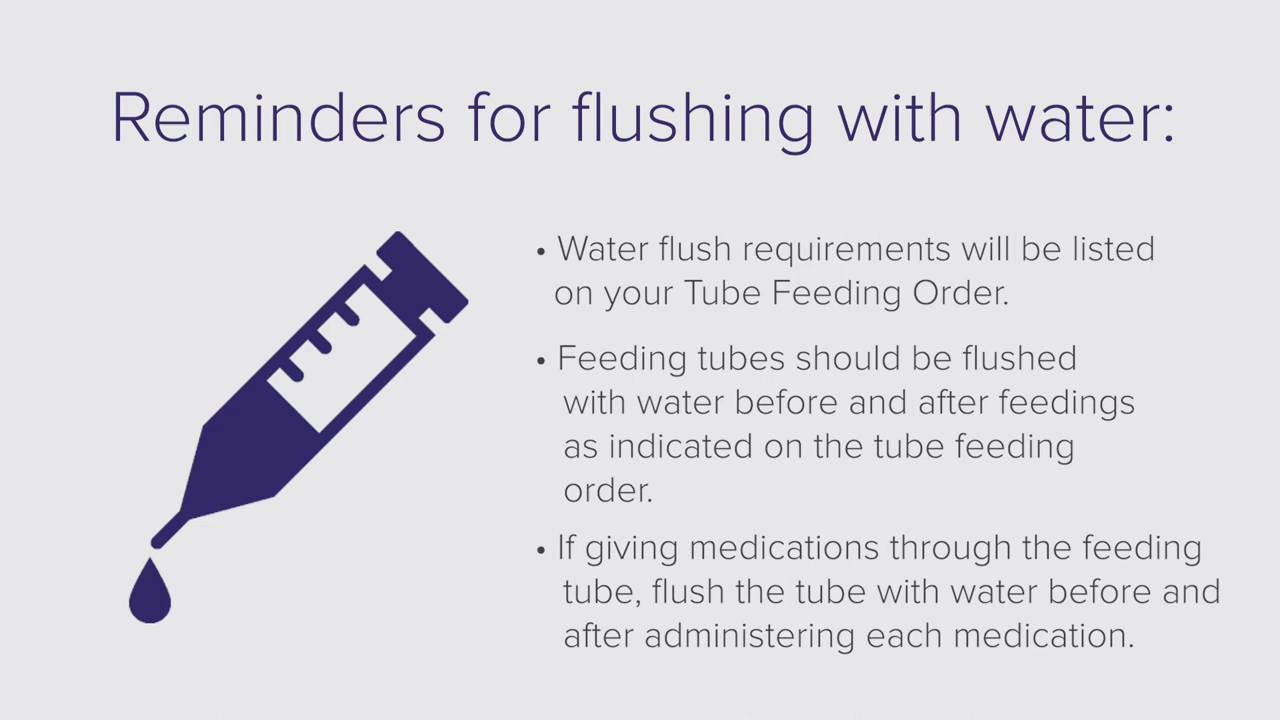 Reminders for flushing with water:
• Water flush requirements will be listed
on your Tube Feeding Order.
• Feeding tubes should be flushed
with water before and after feedings
as indicated on the tube feeding
order.
• If giving medications through the feeding
tube, flush the tube with water before and
after administering each medication.